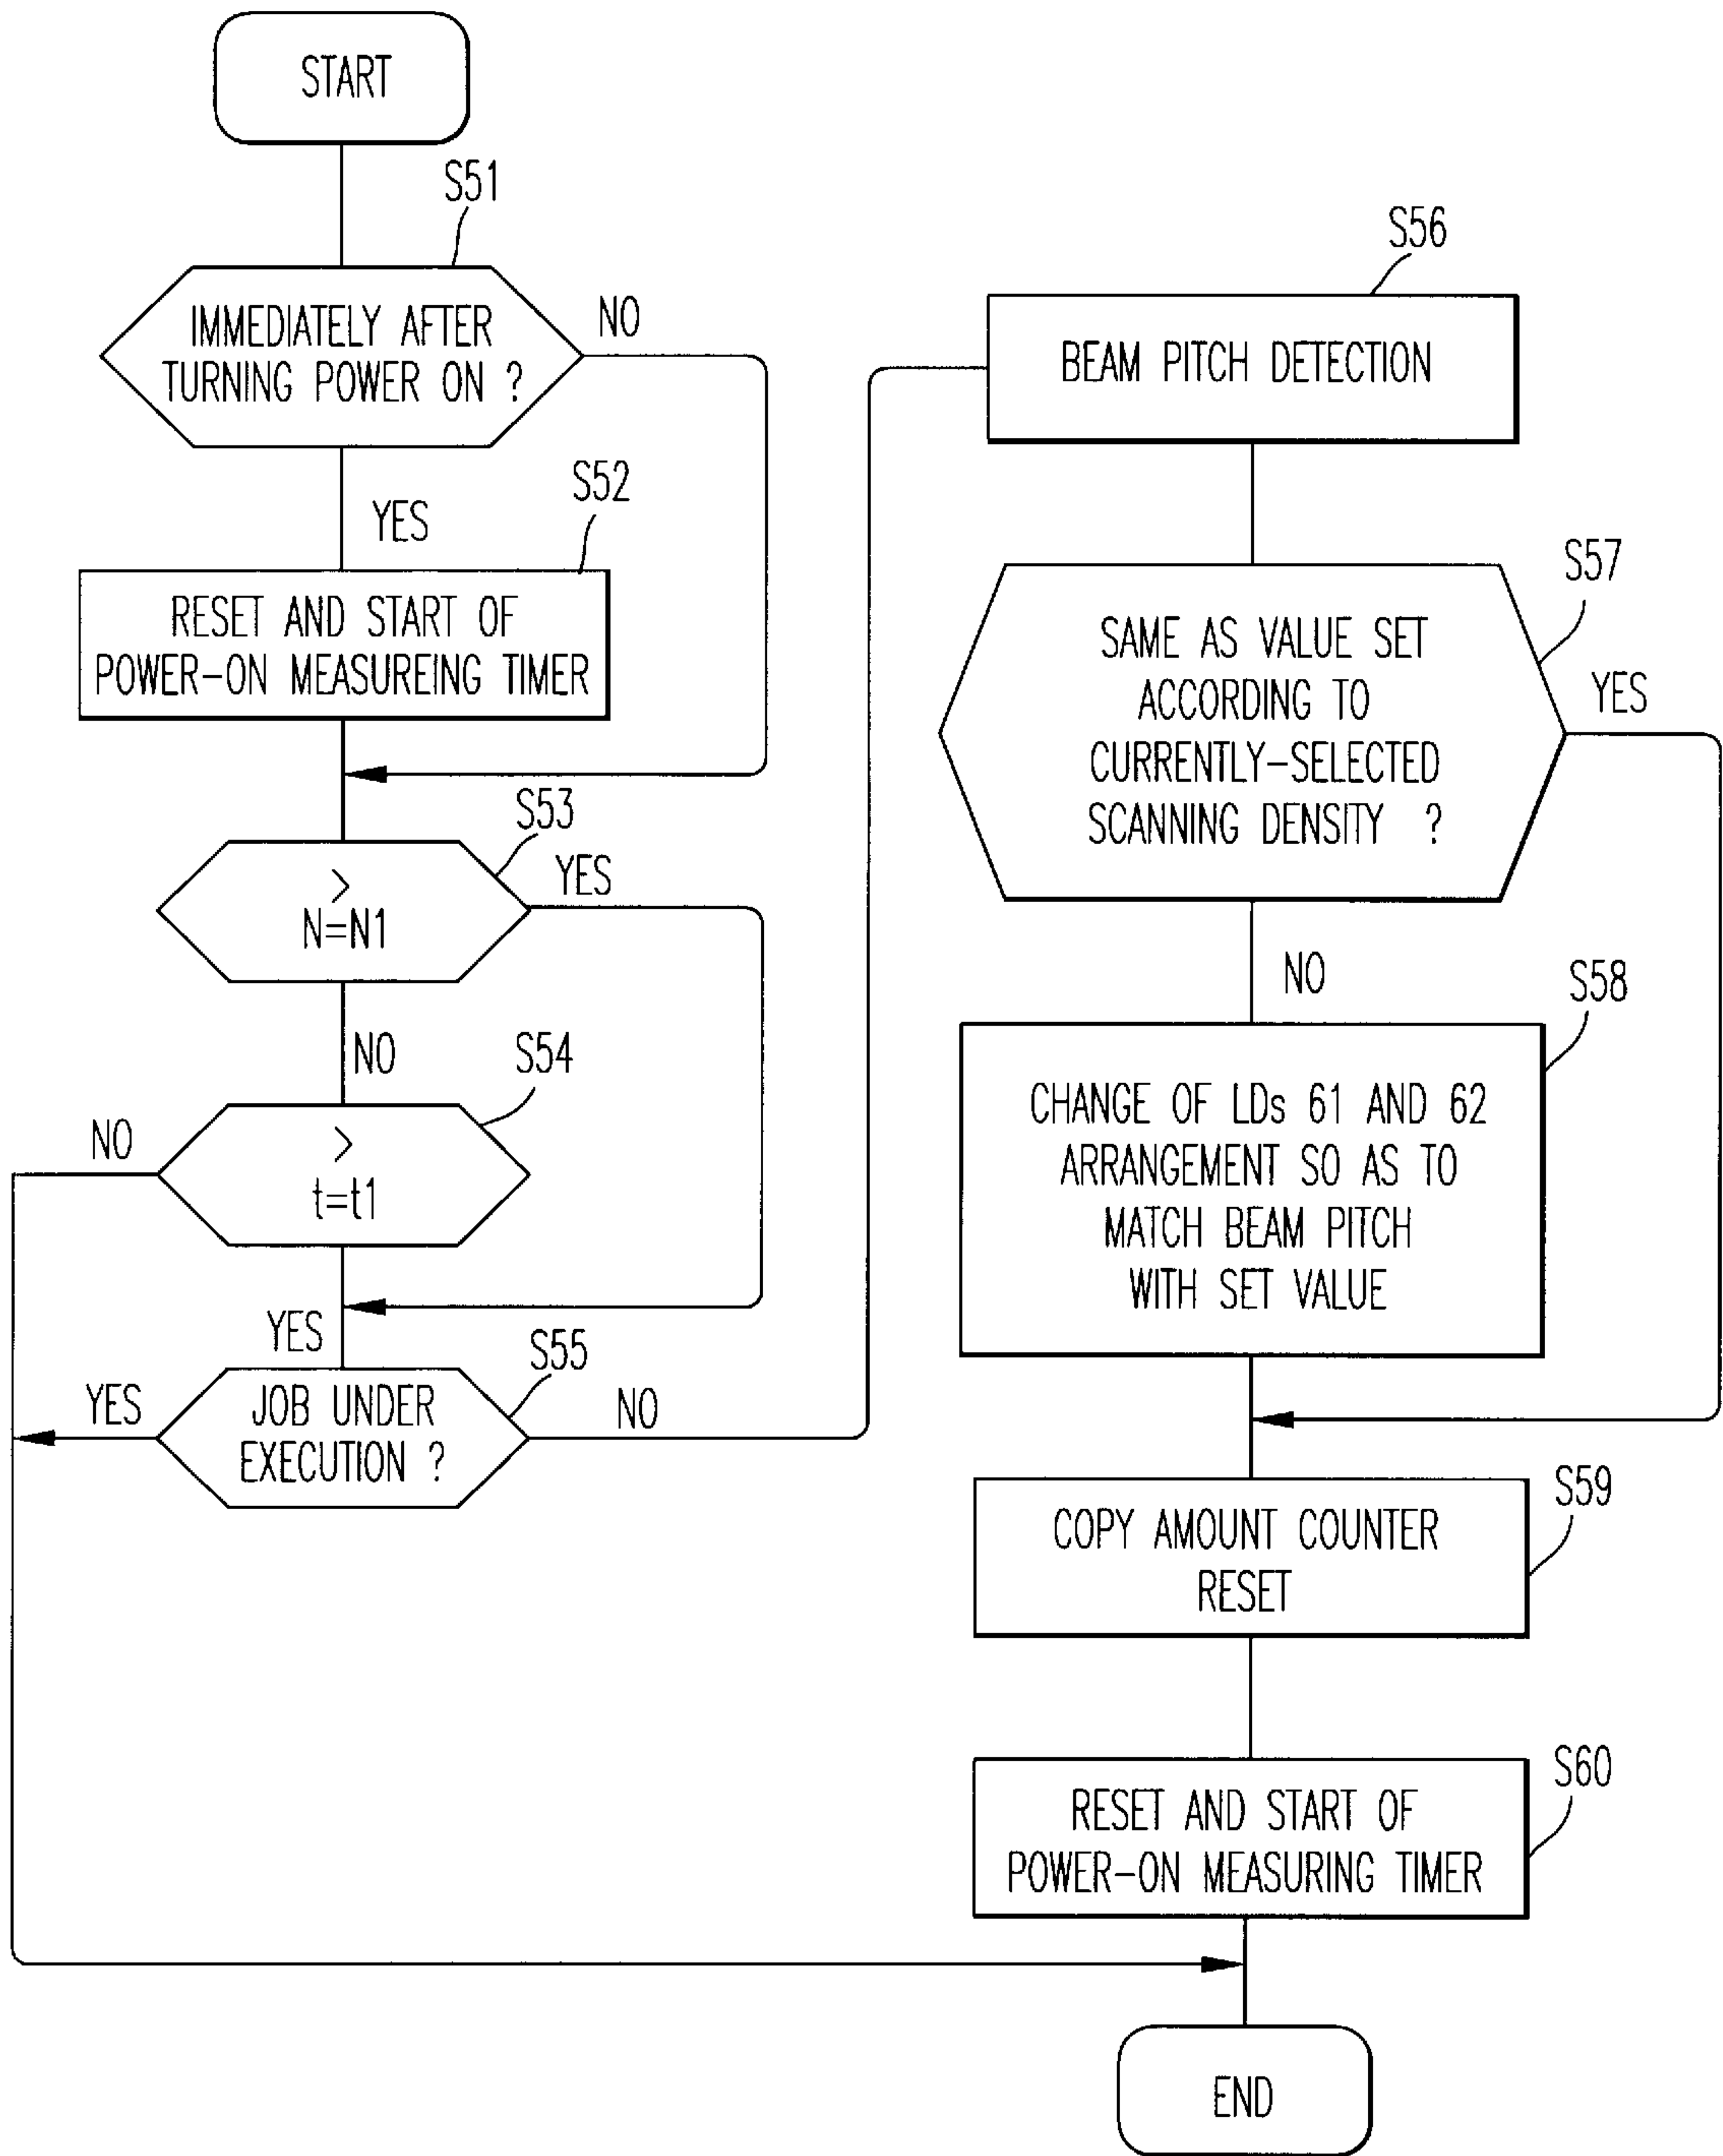 START
S51
IMMEDIATELY AFTER
TURNING POWER ON ?
NO
YES
S52
RESET AND START OF
POWER-ON MEASUREING TIMER
S53
>
N=N1
YES
NO
S54
>
t=t1
NO
YES
S55
JOB UNDER
EXECUTION ?
YES
NO
S56
BEAM PITCH DETECTION
S57
SAME AS VALUE SET
ACCORDING TO
CURRENTLY-SELECTED
SCANNING DENSITY ?
YES
NO
S58
CHANGE OF LDs 61 AND 62
ARRANGEMENT SO AS TO
MATCH BEAM PITCH
WITH SET VALUE
S59
COPY AMOUNT COUNTER
RESET
S60
RESET AND START OF
POWER-ON MEASURING TIMER
END